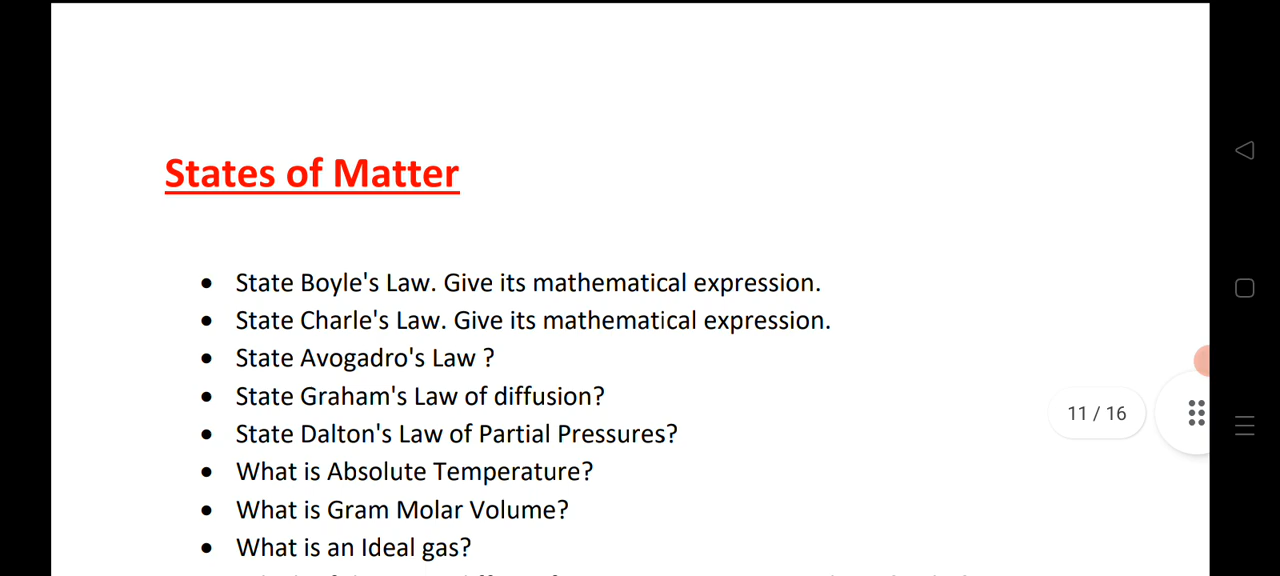 States of Matter
• State Boyle's Law. Give its mathematical expression.
• State Charle's Law. Give its mathematical expression.
• State Avogadro's Law ?
• State Graham's Law of diffusion?
• State Dalton's Law of Partial Pressures?
11 / 16
• What is Absolute Temperature?
• What is Gram Molar Volume?
• What is an Ideal gas?